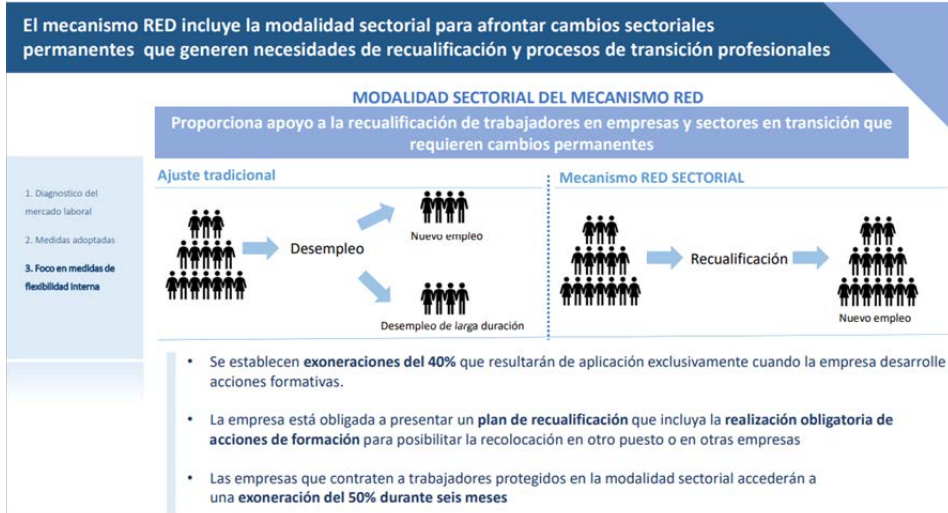 El mecanismo RED incluye la modalidad sectorial para afrontar cambios sectoriales
permanentes que generen necesidades de recualificación y procesos de transición profesionales
MODALIDAD SECTORIAL DEL MECANISMO RED
Proporciona apoyo a la recualificación de trabajadores en empresas y sectores en transición que
requieren cambios permanentes
1. Diagnostico del
mercado laboral
2. Medidas adoptadas
3. Foco en medidas de
flexibilidad interna
Ajuste tradicional
Desempleo
Nuevo empleo
Desempleo de larga duración
Mecanismo RED SECTORIAL
Recualificación
Nuevo empleo
• Se establecen exoneraciones del 40% que resultarán de aplicación exclusivamente cuando la empresa desarrolle
acciones formativas.
• La empresa está obligada a presentar un plan de recualificación que incluya la realización obligatoria de
acciones de formación para posibilitar la recolocación en otro puesto o en otras empresas
• Las empresas que contraten a trabajadores protegidos en la modalidad sectorial accederán a
una exoneración del 50% durante seis meses